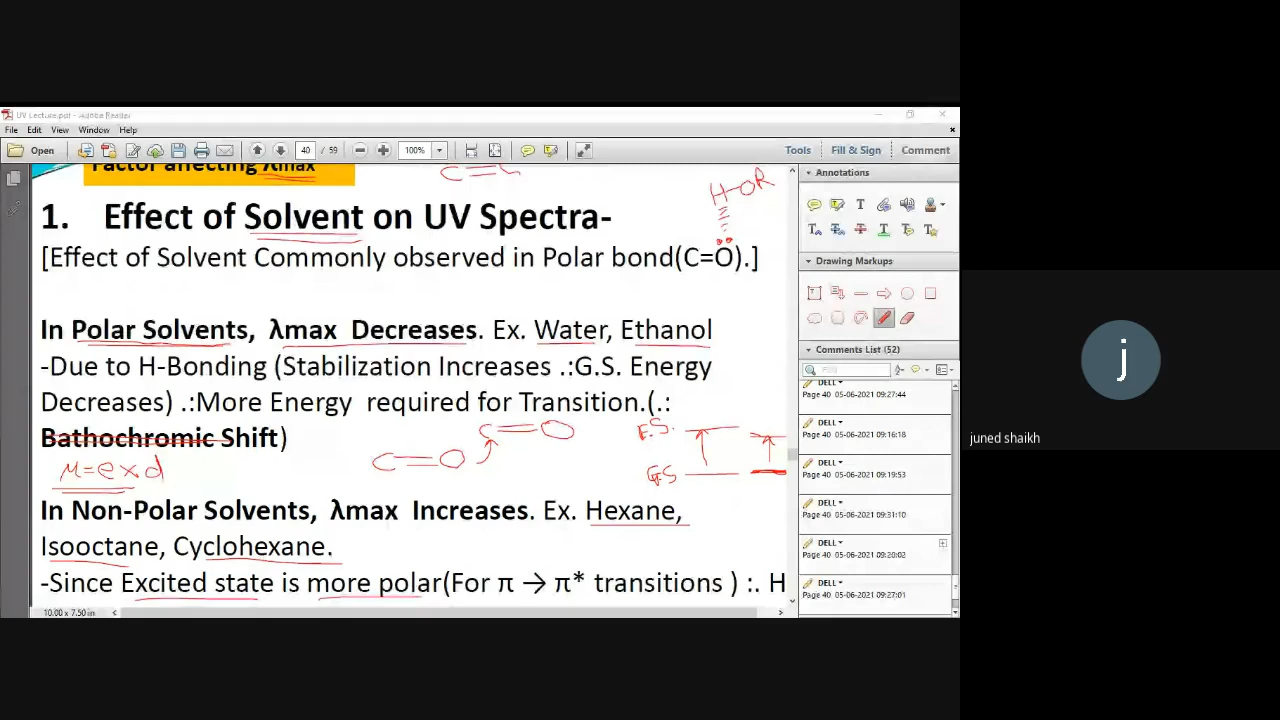 UV Lecture.pdf - Adobe Reader
File Edit View Window Help
Open 40 / 59 100% Tools Fill & Sign Comment
Factor affecting λmax
C=C
H-OR
1. Effect of Solvent on UV Spectra-
[Effect of Solvent Commonly observed in Polar bond(C=O).]
In Polar Solvents, λmax Decreases. Ex. Water, Ethanol
-Due to H-Bonding (Stabilization Increases .:G.S. Energy
Decreases) .:More Energy required for Transition.(.:
Bathochromic Shift)
C=O
E.S.
μ=e×d
C=O
G.S
In Non-Polar Solvents, λmax Increases. Ex. Hexane,
Isooctane, Cyclohexane.
-Since Excited state is more polar(For π → π* transitions ) :. H
10.00 x 7.50 in
Annotations
Drawing Markups
Comments List (52)
Find
DELL
Page 40 05-06-2021 09:27:44
DELL
Page 40 05-06-2021 09:16:18
DELL
Page 40 05-06-2021 09:19:53
DELL
Page 40 05-06-2021 09:31:10
DELL
Page 40 05-06-2021 09:20:02
DELL
Page 40 05-06-2021 09:27:01
j
juned shaikh